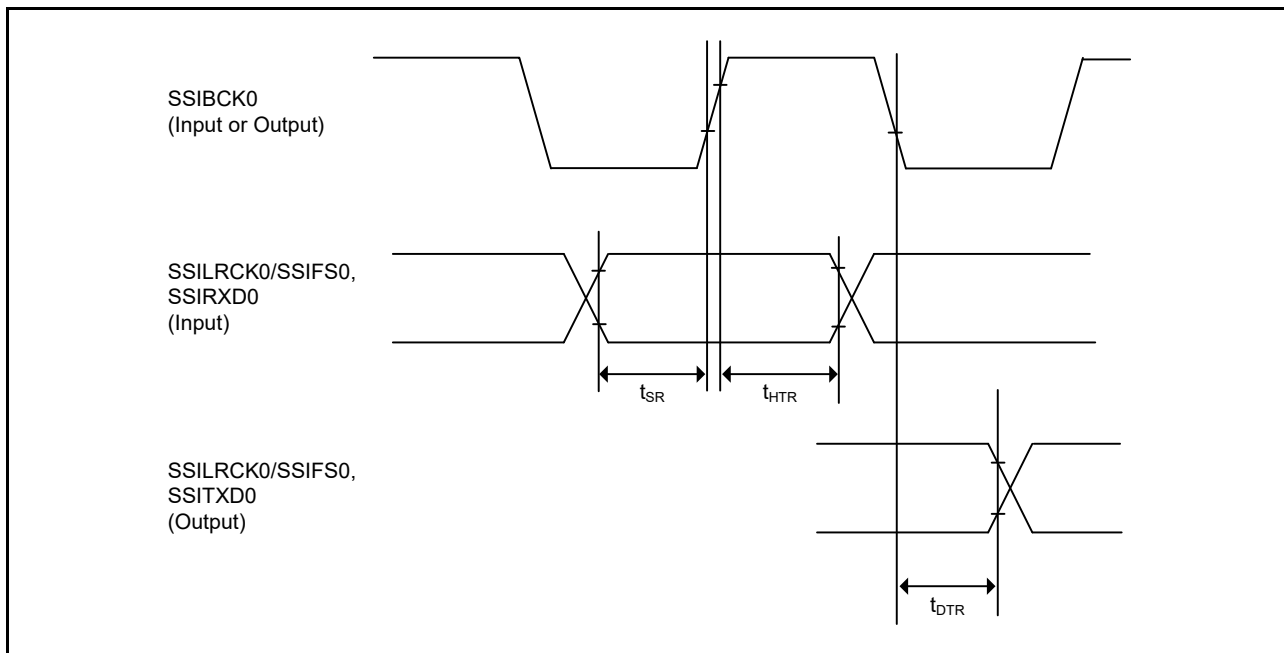 SSIBCK0
(Input or Output)
SSILRCK0/SSIFS0,
SSIRXD0
(Input)
tSR
tHTR
SSILRCK0/SSIFS0,
SSITXD0
(Output)
tDTR